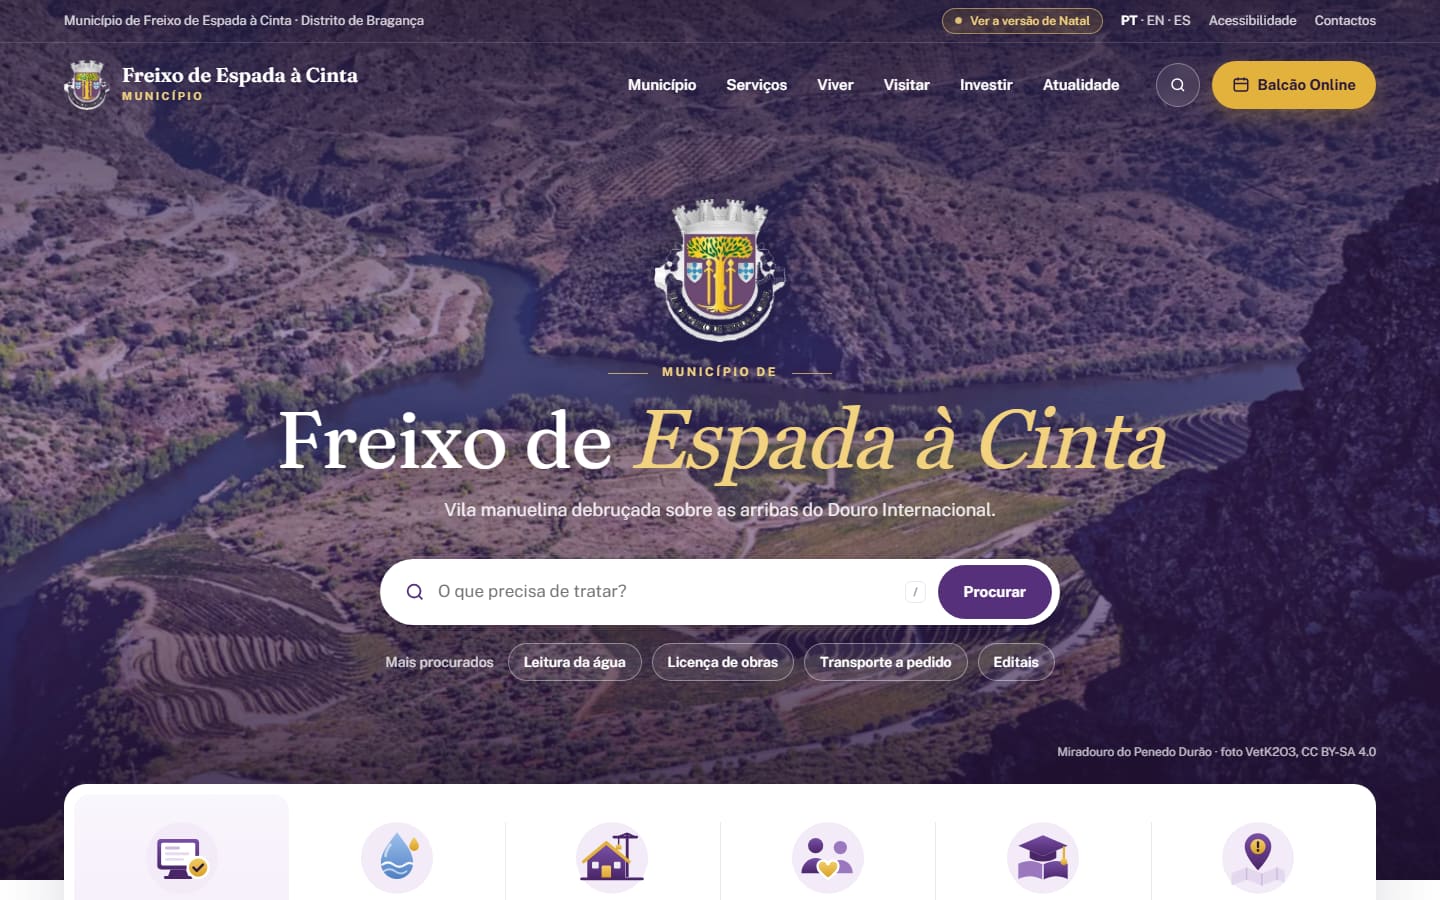 Município de Freixo de Espada à Cinta · Distrito de Bragança
Ver a versão de Natal
PT · EN · ES
Acessibilidade
Contactos
Freixo de Espada à Cinta
MUNICÍPIO
Município
Serviços
Viver
Visitar
Investir
Atualidade
Balcão Online
MUNICÍPIO DE
Freixo de Espada à Cinta
Vila manuelina debruçada sobre as arribas do Douro Internacional.
O que precisa de tratar?
/
Procurar
Mais procurados
Leitura da água
Licença de obras
Transporte a pedido
Editais
Miradouro do Penedo Durão · foto VetK2O3, CC BY-SA 4.0